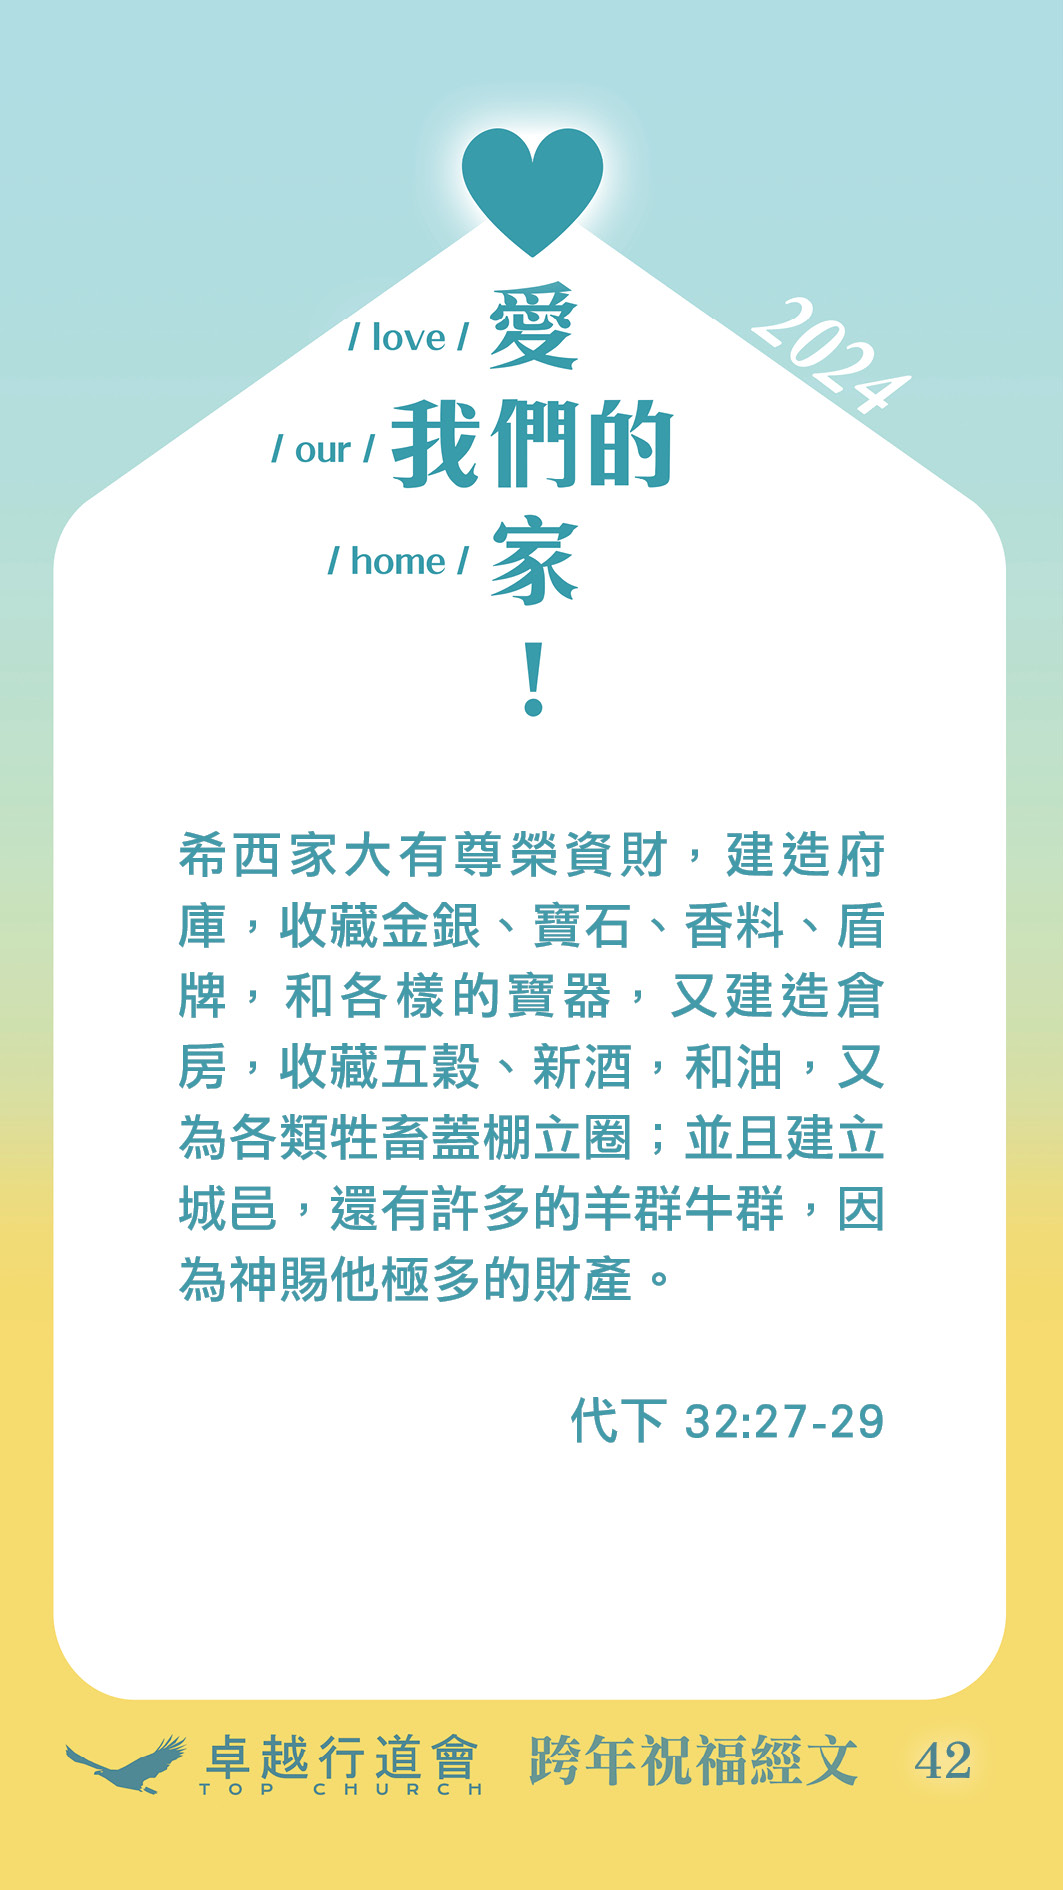 / love / 愛
2024
/ our / 我們的
/ home / 家
!
希西家大有尊榮資財，建造府
庫，收藏金銀、寶石、香料、盾
牌，和各樣的寶器，又建造倉
房，收藏五穀、新酒，和油，又
為各類牲畜蓋棚立圈；並且建立
城邑，還有許多的羊群牛群，因
為神賜他極多的財產。
代下 32:27-29
卓越行道會 跨年祝福經文 42
TOP CHURCH